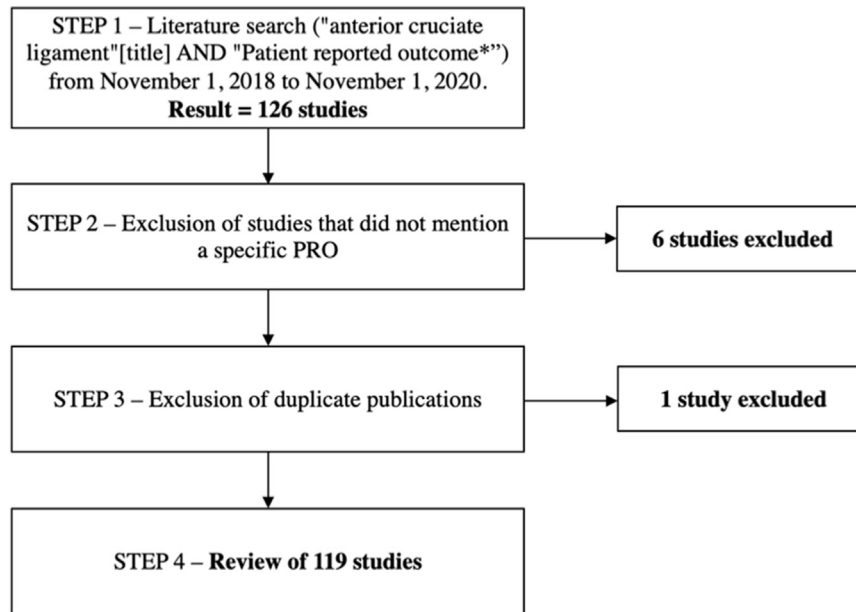 STEP 1 – Literature search ("anterior cruciate
ligament"[title] AND "Patient reported outcome*”)
from November 1, 2018 to November 1, 2020.
Result = 126 studies
STEP 2 – Exclusion of studies that did not mention
a specific PRO
6 studies excluded
STEP 3 – Exclusion of duplicate publications
1 study excluded
STEP 4 – Review of 119 studies